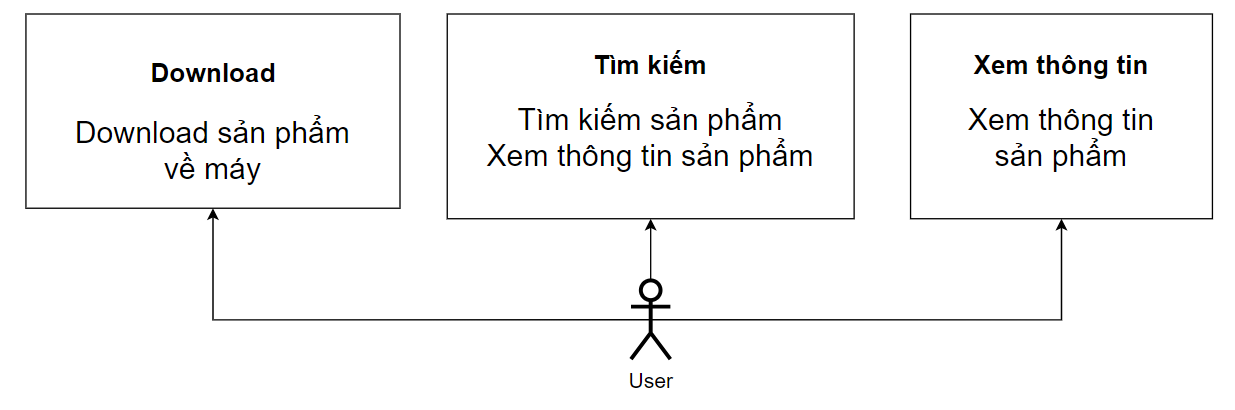 Download
Download sản phẩm
về máy
Tìm kiếm
Tìm kiếm sản phẩm
Xem thông tin sản phẩm
Xem thông tin
Xem thông tin
sản phẩm
User